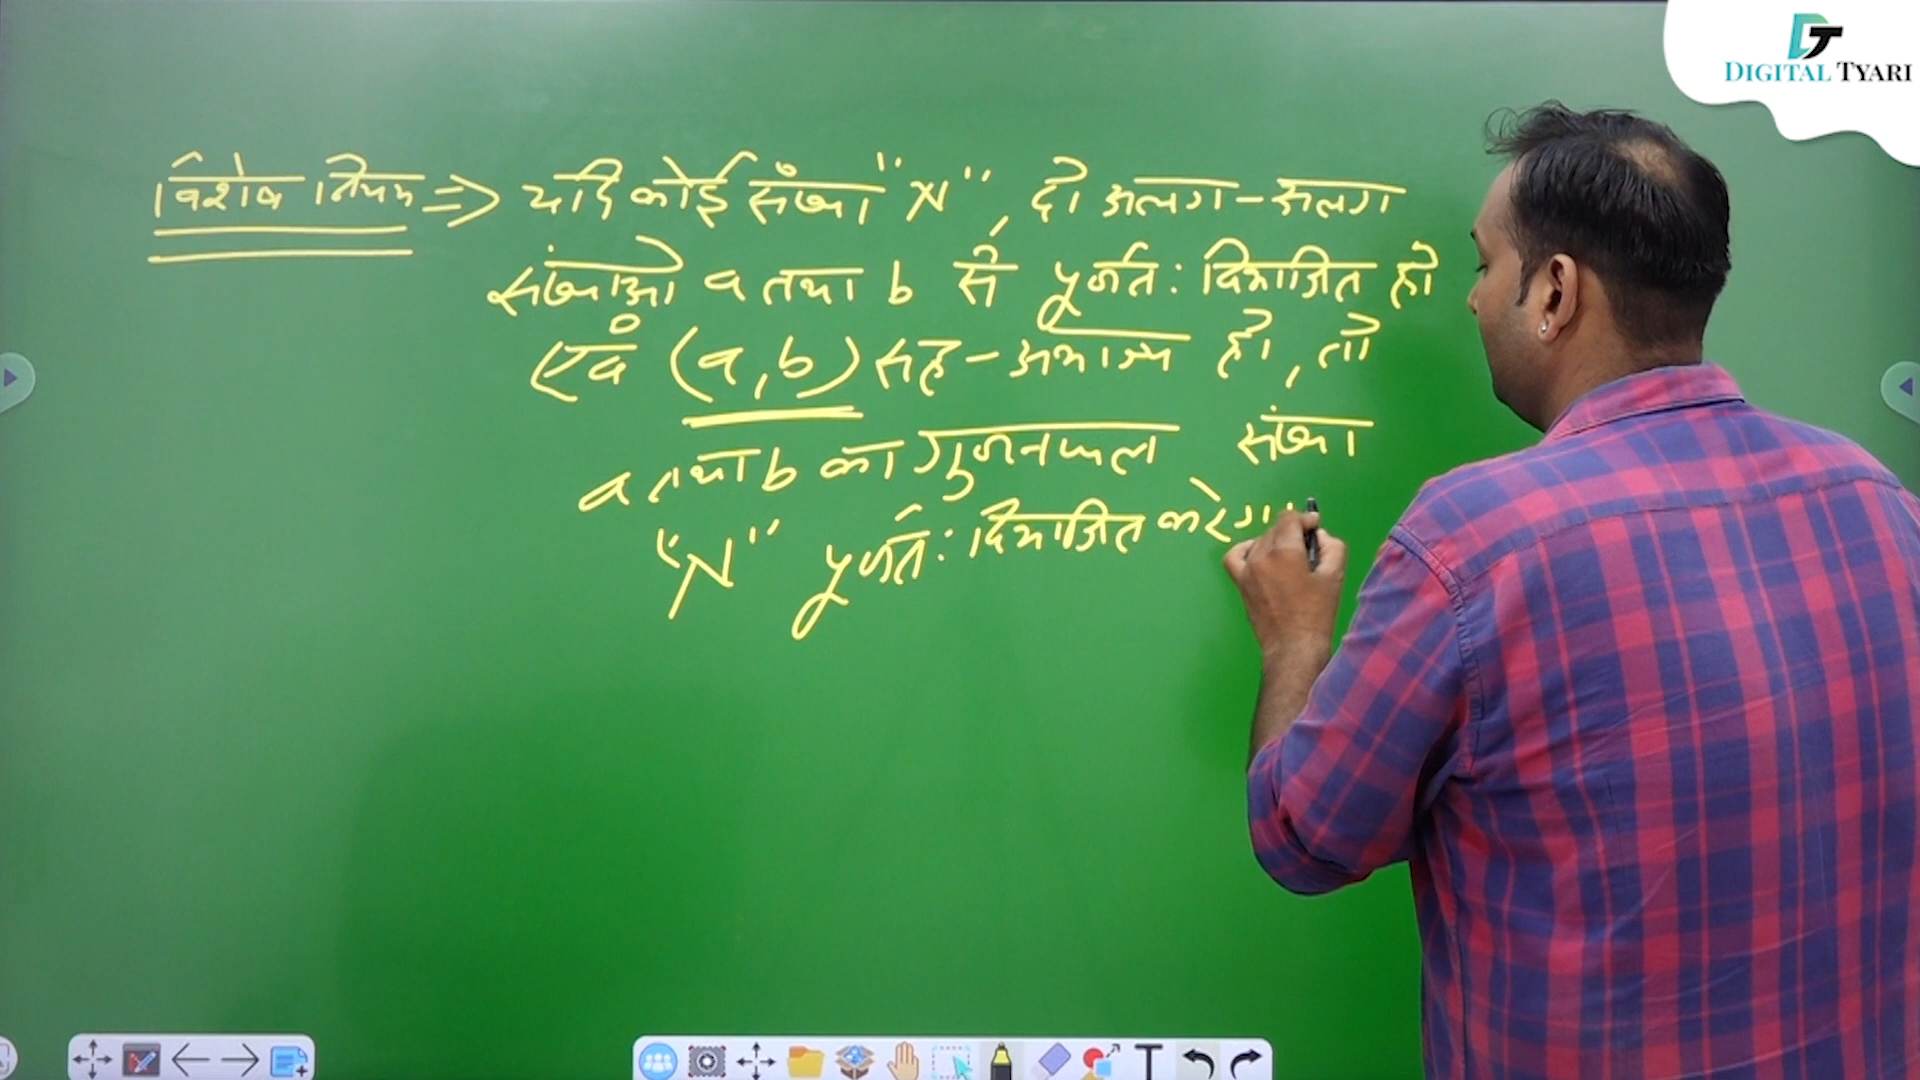 DIGITAL TYARI
विशेष नियम => यदि कोई संख्या "N", दो अलग-अलग
संख्याओं a तथा b से पूर्णत: विभाजित हो
एवं (a,b) सह-अभाज्य हो, तो
a तथा b का गुणनफल संख्या
"N" पूर्णत: विभाजित करेगा